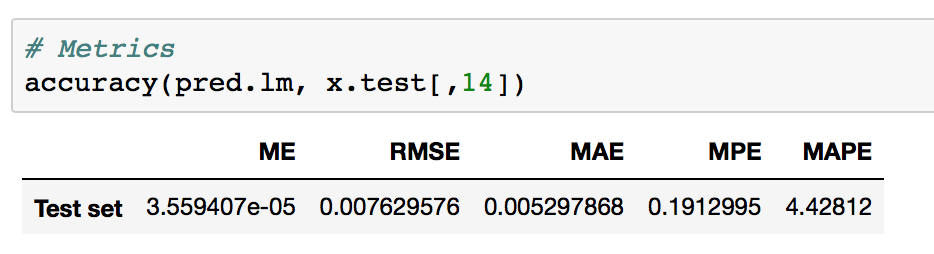 # Metrics
accuracy(pred.lm, x.test[,14])
ME RMSE MAE MPE MAPE
Test set 3.559407e-05 0.007629576 0.005297868 0.1912995 4.42812